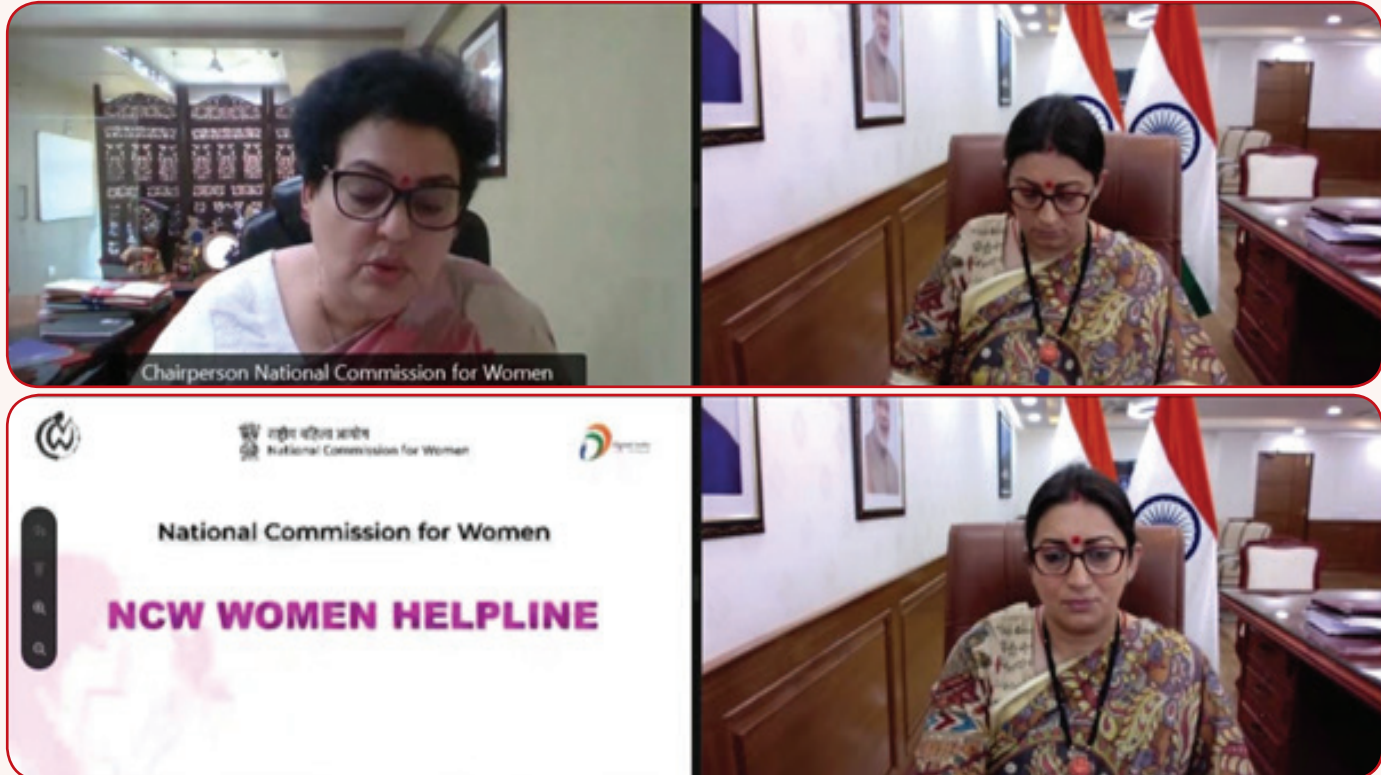 Chairperson National Commission for Women
राष्ट्रीय महिला आयोग
National Commission for Women
National Commission for Women
NCW WOMEN HELPLINE